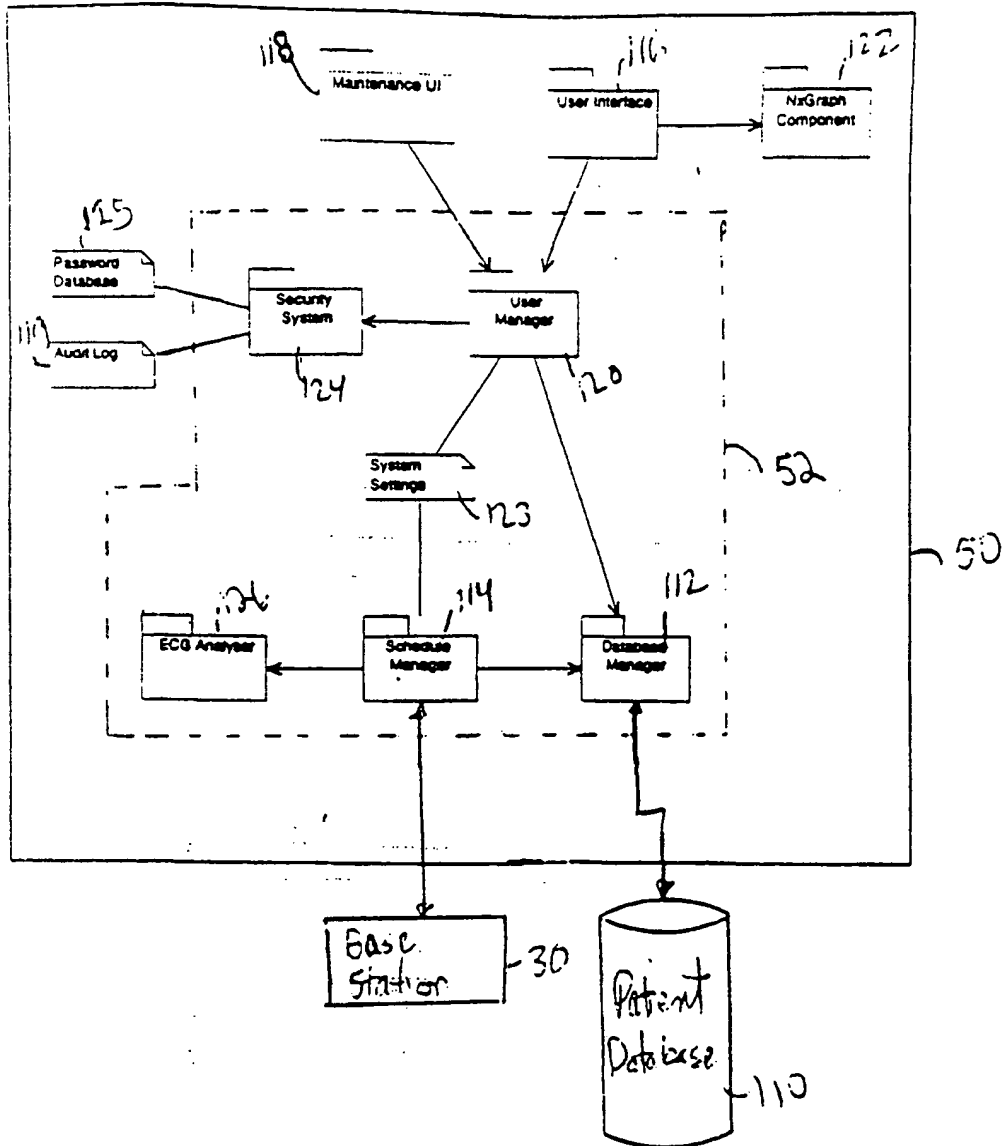 118
Maintenance UI
116
User Interface
122
NxGraph
Component
125
Password
Database
Security
System
124
User
Manager
120
119
Audit Log
System
Settings
123
52
50
126
ECG Analyser
114
Schedule
Manager
112
Database
Manager
Base
Station
30
Patient
Database
110